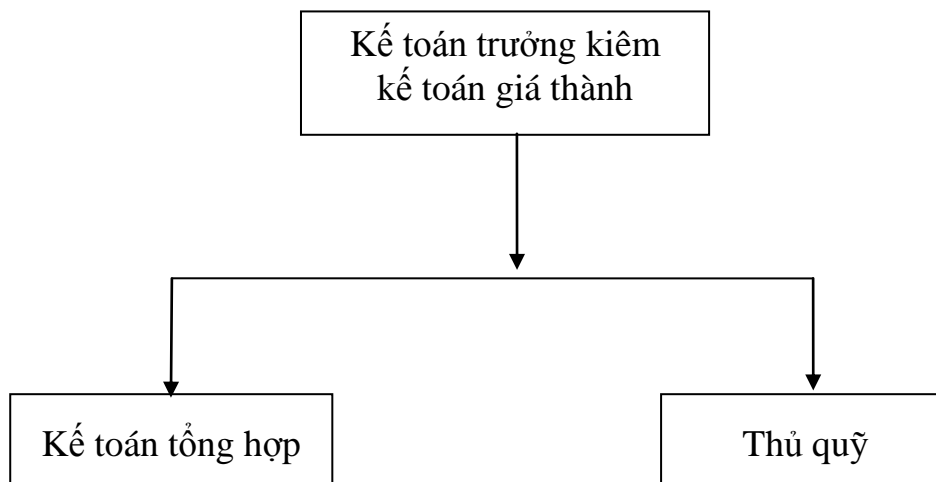 Kế toán trưởng kiêm
kế toán giá thành
Kế toán tổng hợp
Thủ quỹ